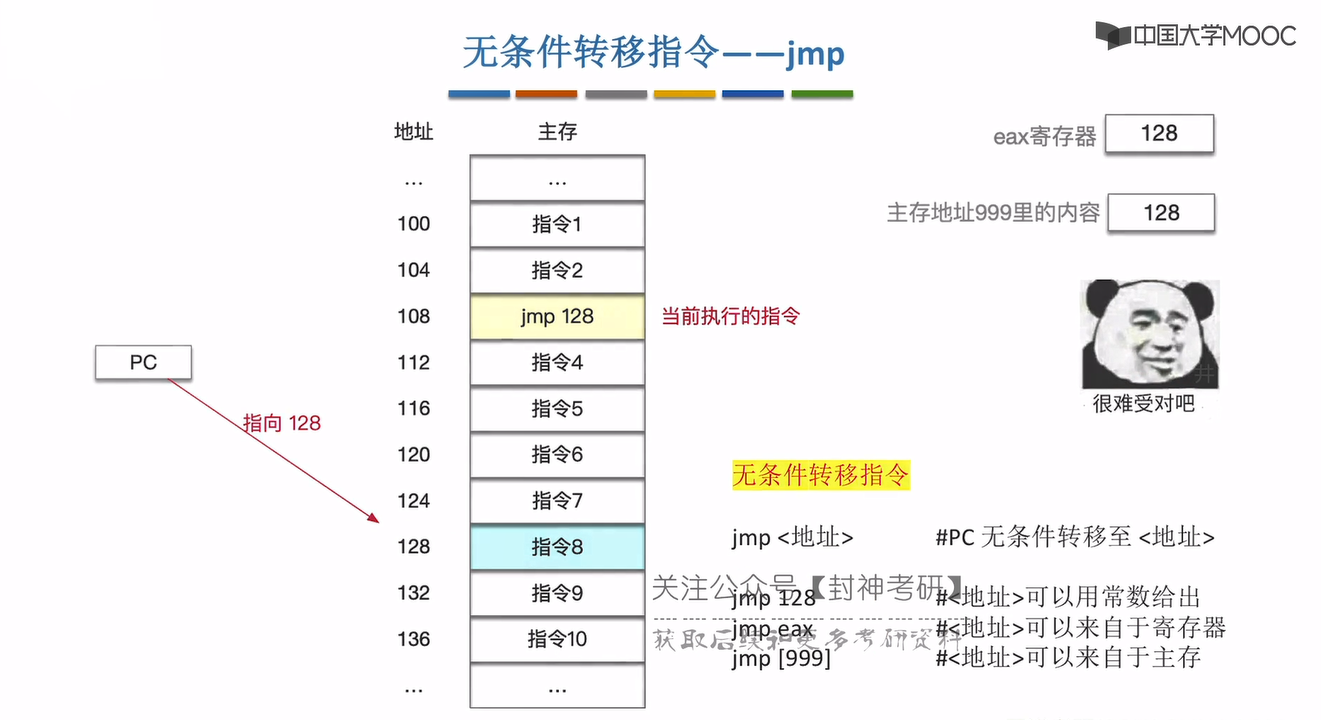 中国大学MOOC
无条件转移指令——jmp
地址 主存
... ...
100 指令1
104 指令2
108 jmp 128 当前执行的指令
112 指令4
116 指令5
120 指令6
124 指令7
128 指令8
132 指令9
136 指令10
... ...
PC
指向 128
eax寄存器 128
主存地址999里的内容 128
井
很难受对吧
无条件转移指令
jmp <地址> #PC 无条件转移至 <地址>
关注公众号【封神考研】
jmp 128 #<地址>可以用常数给出
jmp eax #<地址>可以来自于寄存器
获取后续和更多考研资料
jmp [999] #<地址>可以来自于主存